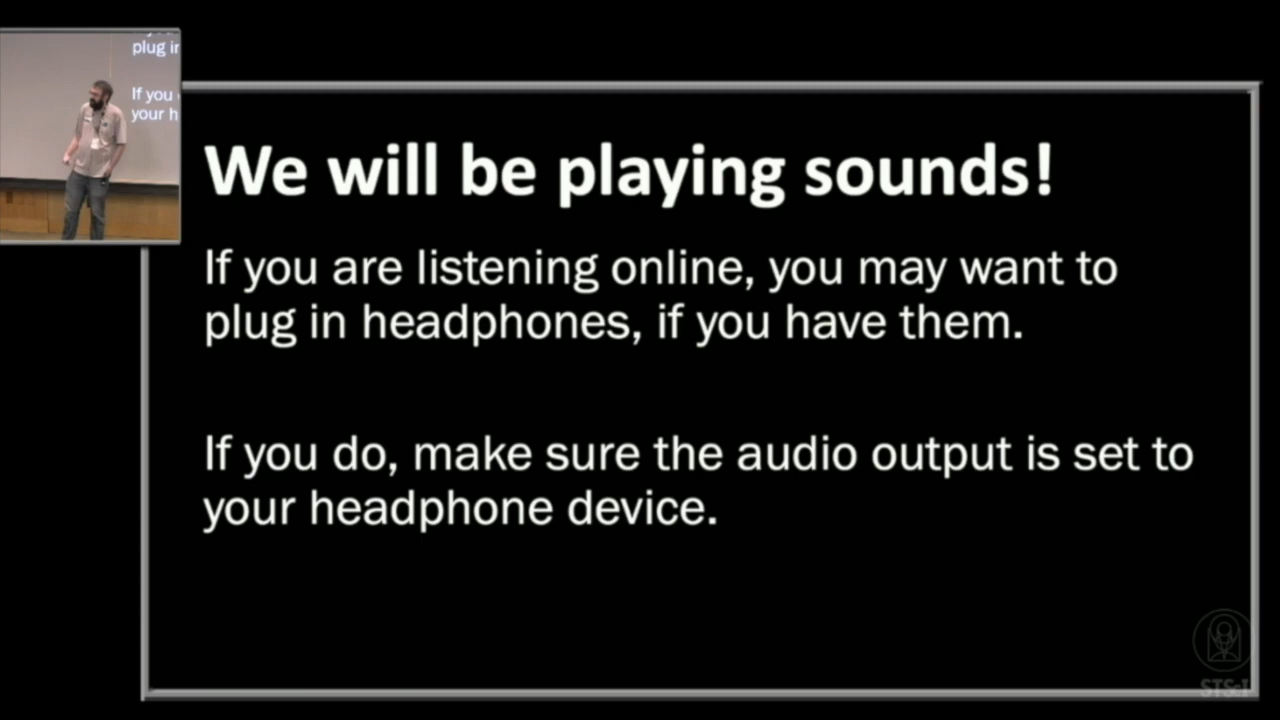 plug in
If you
your h
We will be playing sounds!
If you are listening online, you may want to
plug in headphones, if you have them.
If you do, make sure the audio output is set to
your headphone device.
STScI